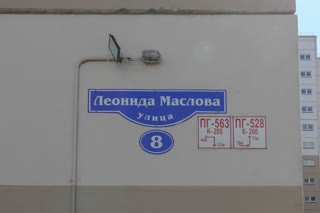 Леонида Маслова
улица
8
ПГ-563 ПГ-528
К-200 К-200